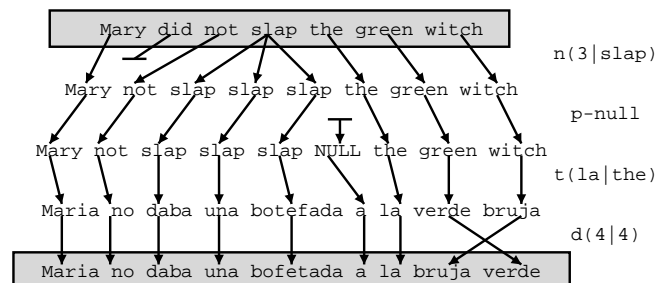 Mary did not slap the green witch
n(3|slap)
Mary not slap slap slap the green witch
p-null
Mary not slap slap slap NULL the green witch
t(la|the)
Maria no daba una botefada a la verde bruja
d(4|4)
Maria no daba una bofetada a la bruja verde